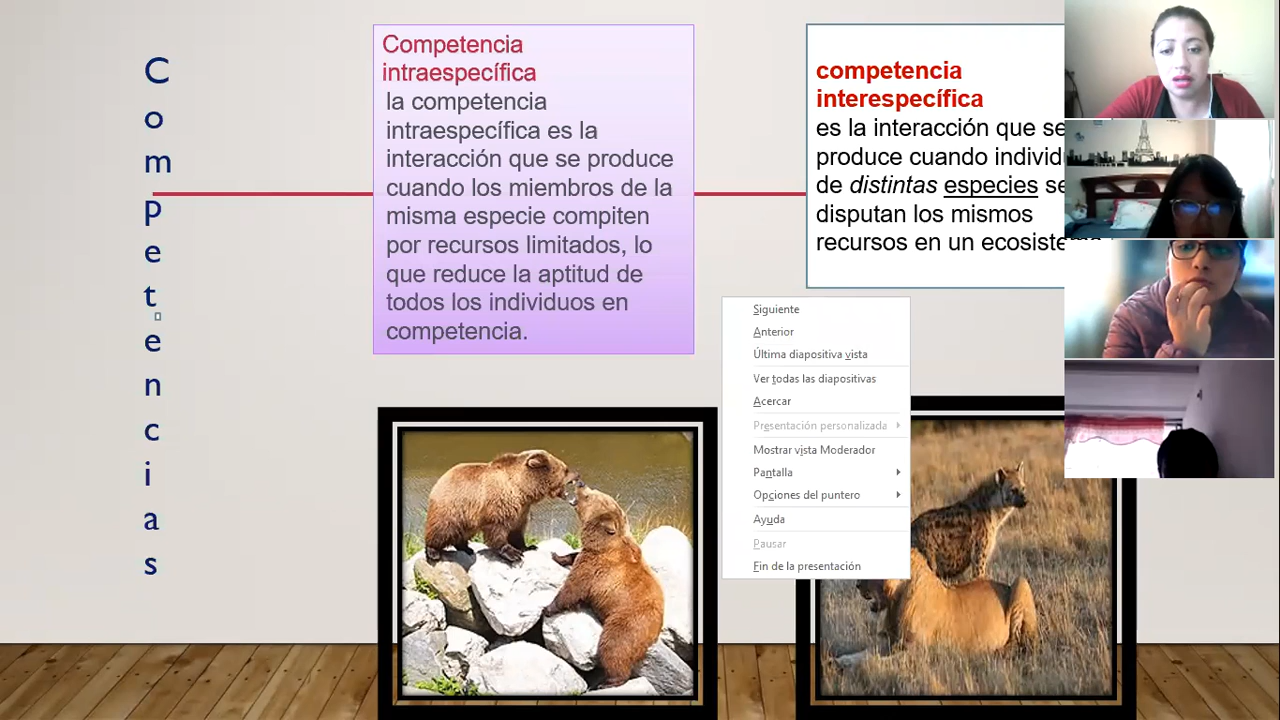 Competencias
Competencia
intraespecífica
la competencia
intraespecífica es la
interacción que se produce
cuando los miembros de la
misma especie compiten
por recursos limitados, lo
que reduce la aptitud de
todos los individuos en
competencia.
competencia
interespecífica
es la interacción que se
produce cuando
de distintas especies
disputan los mismos
recursos en un
Siguiente
Anterior
Última diapositiva vista
Ver todas las diapositivas
Acercar
Presentación personalizada
Mostrar vista Moderador
Pantalla
Opciones del puntero
Ayuda
Pausar
Fin de la presentación